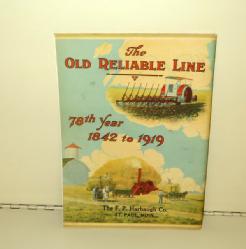 The
OLD RELIABLE LINE
78th Year
1842 to 1919
The F. P. Harbaugh Co.
ST. PAUL, MINN.